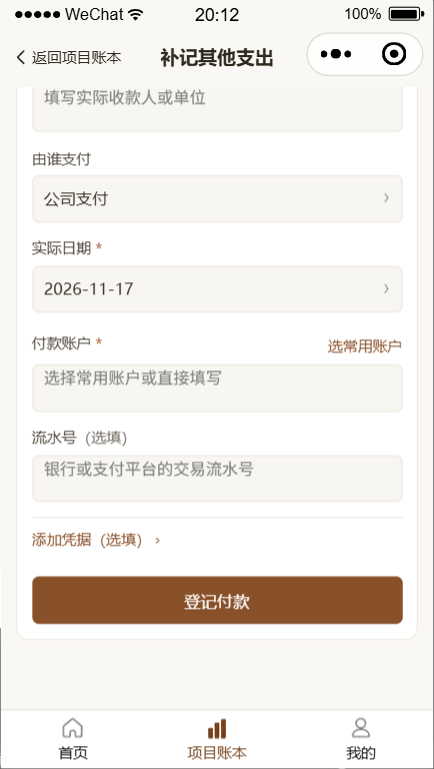 WeChat 20:12 100%
返回项目账本 补记其他支出
填写实际收款人或单位
由谁支付
公司支付
实际日期 *
2026-11-17
付款账户 * 选常用账户
选择常用账户或直接填写
流水号（选填）
银行或支付平台的交易流水号
添加凭据（选填）
登记付款
首页 项目账本 我的